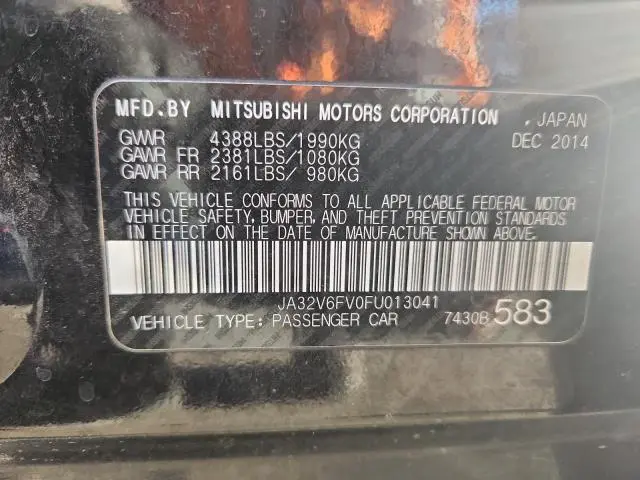 MFD.BY MITSUBISHI MOTORS CORPORATION , JAPAN
GVWR 4388LBS/1990KG DEC 2014
GAWR FR 2381LBS/1080KG
GAWR RR 2161LBS/ 980KG
THIS VEHICLE CONFORMS TO ALL APPLICABLE FEDERAL MOTOR
VEHICLE SAFETY, BUMPER, AND THEFT PREVENTION STANDARDS
IN EFFECT ON THE DATE OF MANUFACTURE SHOWN ABOVE.
JA32V6FV0FU013041
VEHICLE TYPE: PASSENGER CAR 7430B 583